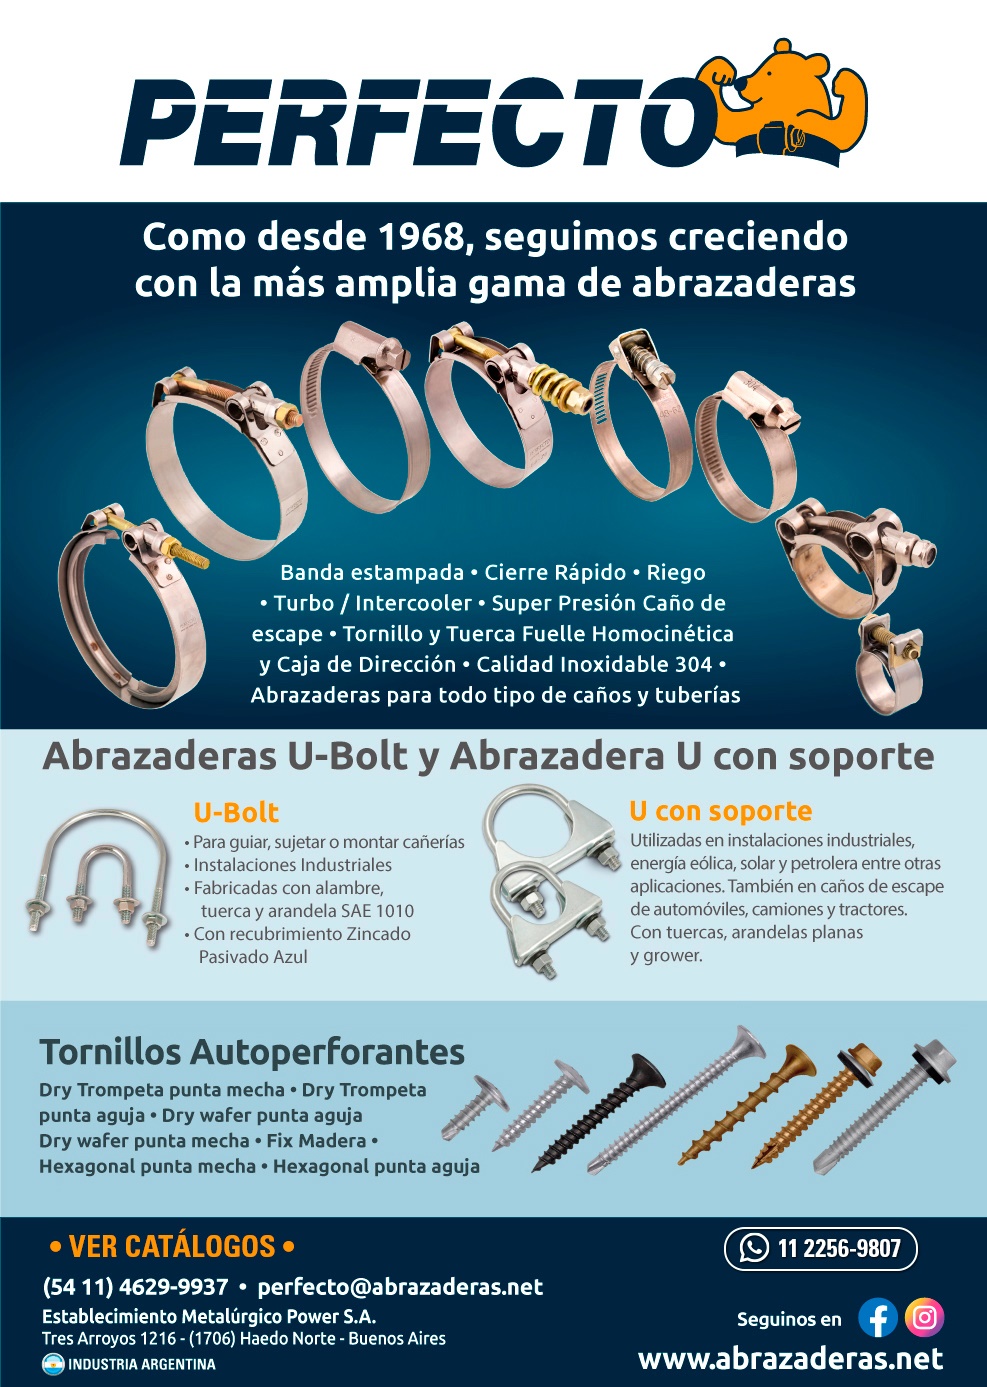 PERFECTO
Como desde 1968, seguimos creciendo
con la más amplia gama de abrazaderas
Banda estampada • Cierre Rápido • Riego
• Turbo / Intercooler • Super Presión Caño de
escape • Tornillo y Tuerca Fuelle Homocinética
y Caja de Dirección • Calidad Inoxidable 304 •
Abrazaderas para todo tipo de caños y tuberías
Abrazaderas U-Bolt y Abrazadera U con soporte
U-Bolt
• Para guiar, sujetar o montar cañerías
• Instalaciones Industriales
• Fabricadas con alambre,
tuerca y arandela SAE 1010
• Con recubrimiento Zincado
Pasivado Azul
U con soporte
Utilizadas en instalaciones industriales,
energía eólica, solar y petrolera entre otras
aplicaciones. También en caños de escape
de automóviles, camiones y tractores.
Con tuercas, arandelas planas
y grower.
Tornillos Autoperforantes
Dry Trompeta punta mecha • Dry Trompeta
punta aguja • Dry wafer punta aguja
Dry wafer punta mecha • Fix Madera •
Hexagonal punta mecha • Hexagonal punta aguja
• VER CATÁLOGOS •
(54 11) 4629-9937 • perfecto@abrazaderas.net
Establecimiento Metalúrgico Power S.A.
Tres Arroyos 1216 - (1706) Haedo Norte - Buenos Aires
INDUSTRIA ARGENTINA
11 2256-9807
Seguinos en
www.abrazaderas.net